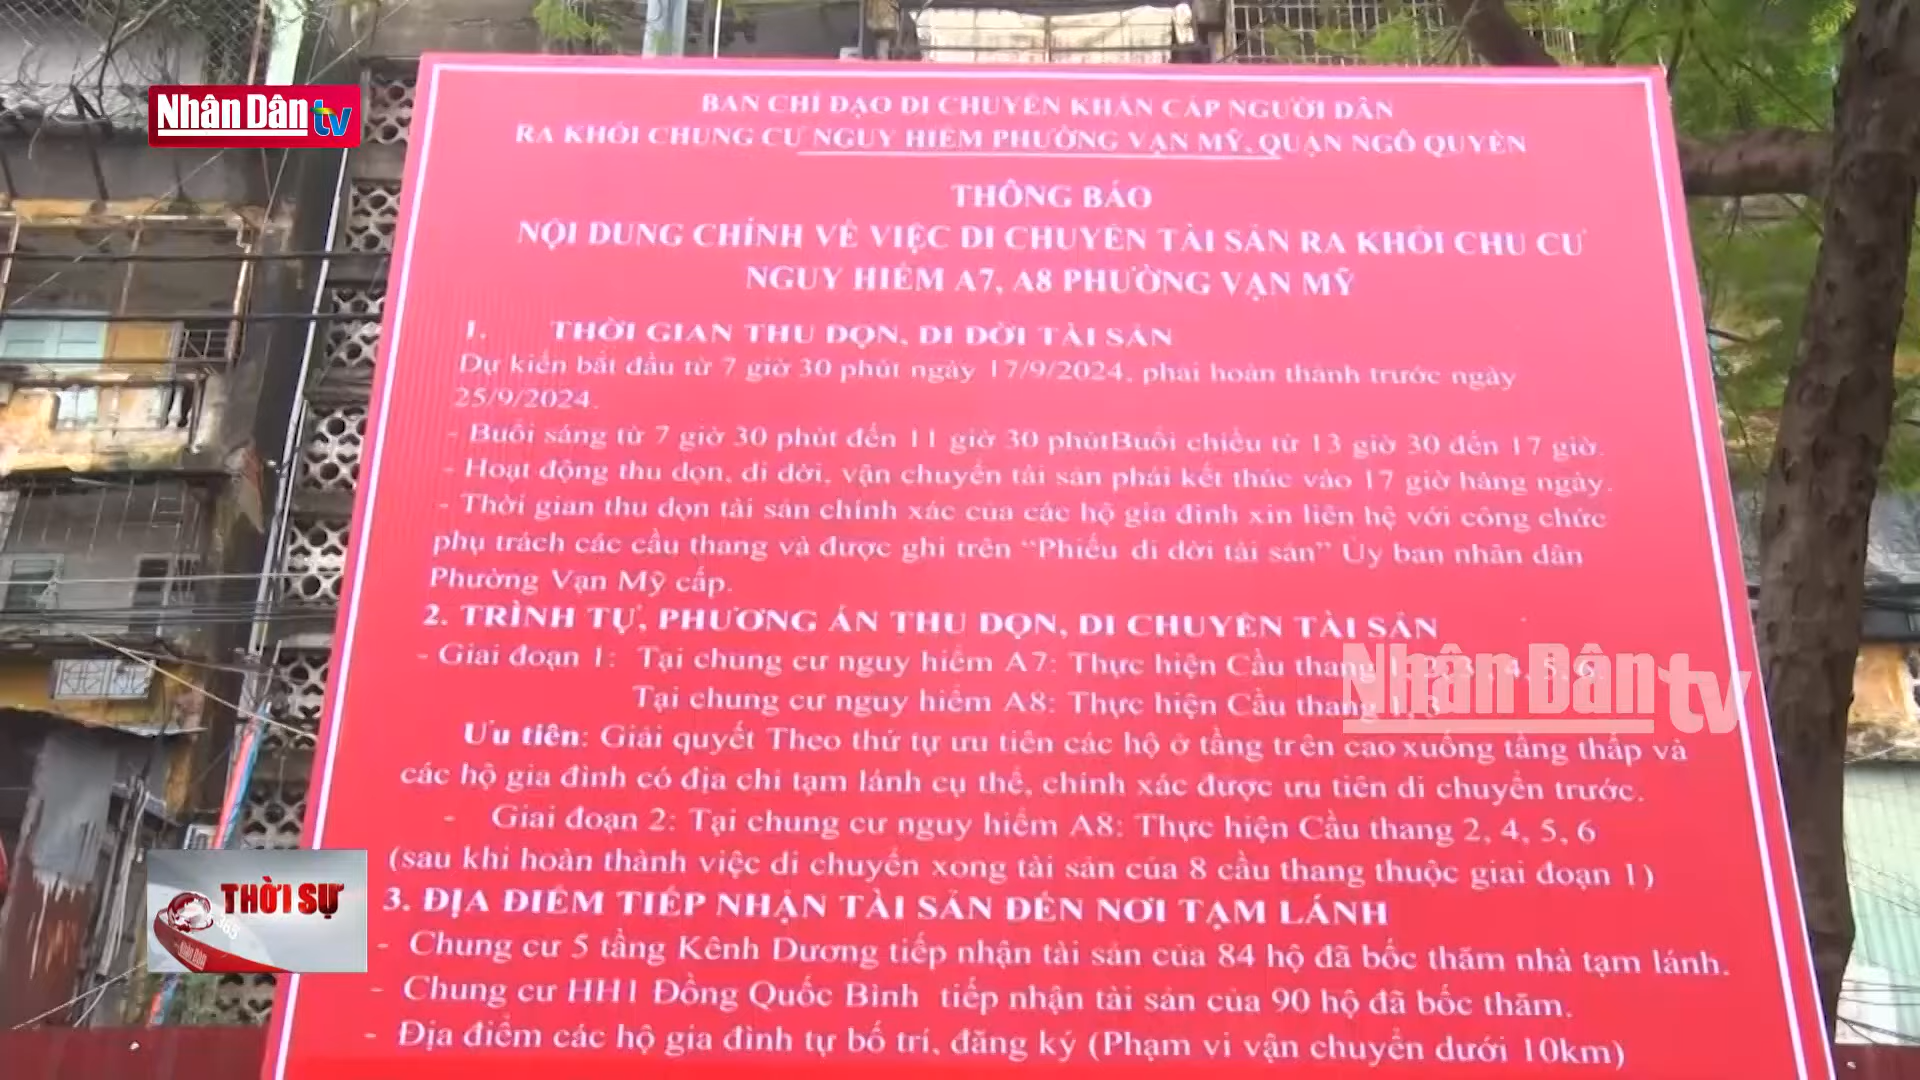 Nhân Dân tv
BAN CHỈ ĐẠO DI CHUYỂN KHẨN CẤP NGƯỜI DÂN
RA KHỎI CHUNG CƯ NGUY HIỂM PHƯỜNG VẠN MỸ, QUẬN NGÔ QUYỀN
THÔNG BÁO
NỘI DUNG CHÍNH VỀ VIỆC DI CHUYỂN TÀI SẢN RA KHỎI CHU CƯ
NGUY HIỂM A7, A8 PHƯỜNG VẠN MỸ
1. THỜI GIAN THU DỌN, DI DỜI TÀI SẢN
Dự kiến bắt đầu từ 7 giờ 30 phút ngày 17/9/2024, phải hoàn thành trước ngày
25/9/2024.
- Buổi sáng từ 7 giờ 30 phút đến 11 giờ 30 phútBuổi chiều từ 13 giờ 30 đến 17 giờ.
- Hoạt động thu dọn, di dời, vận chuyển tài sản phải kết thúc vào 17 giờ hàng ngày.
- Thời gian thu dọn tài sản chính xác của các hộ gia đình xin liên hệ với công chức
phụ trách các cầu thang và được ghi trên “Phiếu di dời tài sản” Ủy ban nhân dân
Phường Vạn Mỹ cấp.
2. TRÌNH TỰ, PHƯƠNG ÁN THU DỌN, DI CHUYỂN TÀI SẢN
- Giai đoạn 1: Tại chung cư nguy hiểm A7: Thực hiện Cầu thang 1, 2, 3, 4, 5, 6.
Tại chung cư nguy hiểm A8: Thực hiện Cầu thang 1, 3
Nhân Dân tv
Ưu tiên: Giải quyết Theo thứ tự ưu tiên các hộ ở tầng trên cao xuống tầng thấp và
các hộ gia đình có địa chỉ tạm lánh cụ thể, chính xác được ưu tiên di chuyển trước.
- Giai đoạn 2: Tại chung cư nguy hiểm A8: Thực hiện Cầu thang 2, 4, 5, 6
(sau khi hoàn thành việc di chuyển xong tài sản của 8 cầu thang thuộc giai đoạn 1)
3. ĐỊA ĐIỂM TIẾP NHẬN TÀI SẢN ĐẾN NƠI TẠM LÁNH
- Chung cư 5 tầng Kênh Dương tiếp nhận tài sản của 84 hộ đã bốc thăm nhà tạm lánh.
- Chung cư HH1 Đồng Quốc Bình tiếp nhận tài sản của 90 hộ đã bốc thăm.
- Địa điểm các hộ gia đình tự bố trí, đăng ký (Phạm vi vận chuyển dưới 10km)
THỜI SỰ
365
NHÂN DÂN